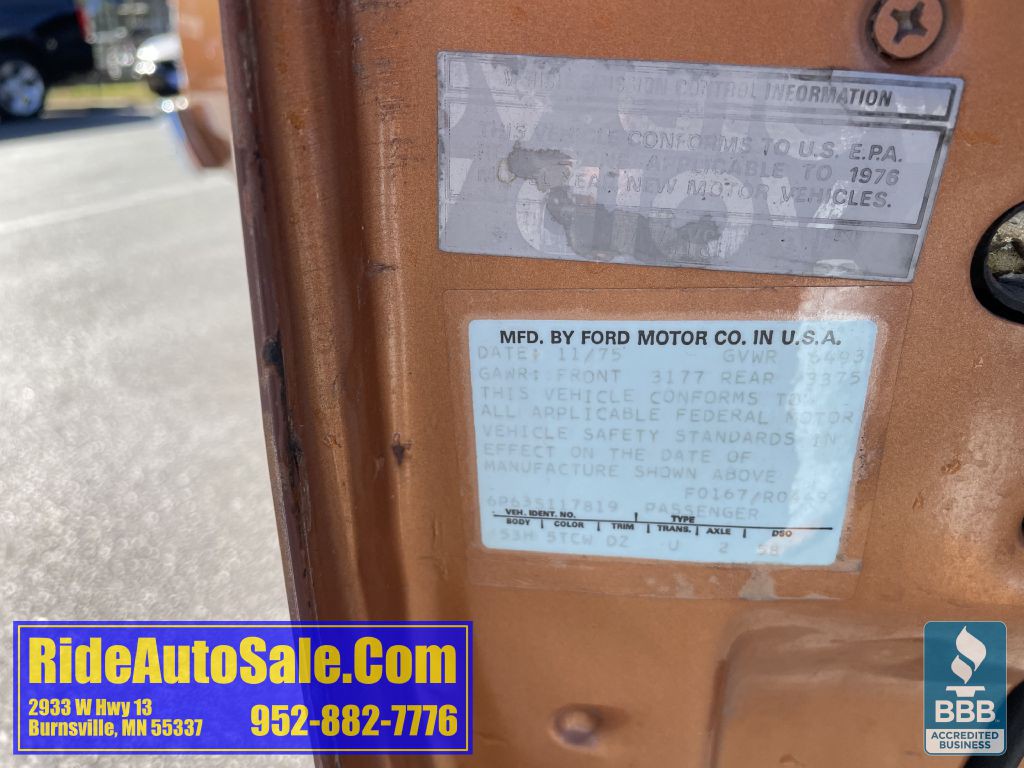 CONTROL INFORMATION
THIS VEHICLE CONFORMS TO U.S. E.P.A.
APPLICABLE TO 1976
NEW MOTOR VEHICLES.
MFD. BY FORD MOTOR CO. IN U.S.A.
DATE: 11/75 GVWR 6493
GAWR: FRONT 3177 REAR 3375
THIS VEHICLE CONFORMS TO
ALL APPLICABLE FEDERAL MOTOR
VEHICLE SAFETY STANDARDS IN
EFFECT ON THE DATE OF
MANUFACTURE SHOWN ABOVE
F0167/R0449
6P63S117819 PASSENGER
VEH. IDENT. NO. TYPE
BODY COLOR TRIM TRANS. AXLE DSO
53H 5TCW DZ U 2 58
RideAutoSale.Com
2933 W Hwy 13
Burnsville, MN 55337
952-882-7776
BBB
ACCREDITED
BUSINESS